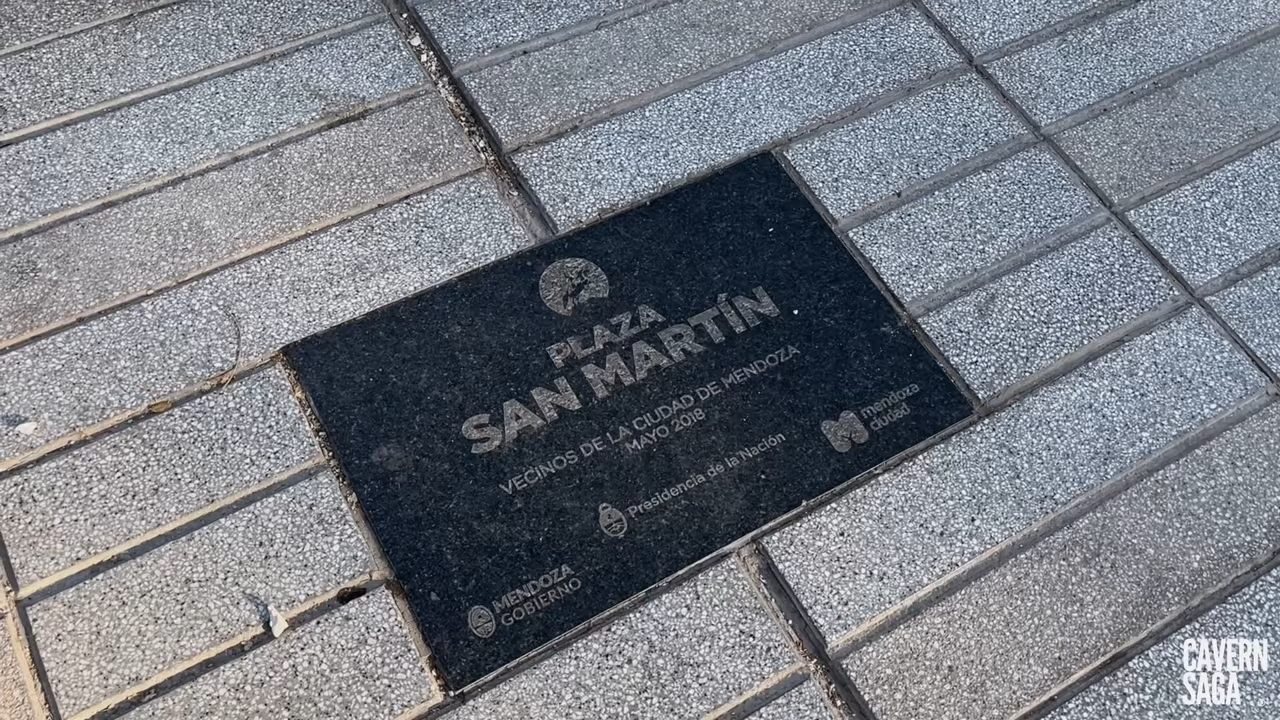 PLAZA
SAN MARTÍN
VECINOS DE LA CIUDAD DE MENDOZA
MAYO 2018
MENDOZA
GOBIERNO
Presidencia de la Nación
mendoza
ciudad
CAVERN
SAGA